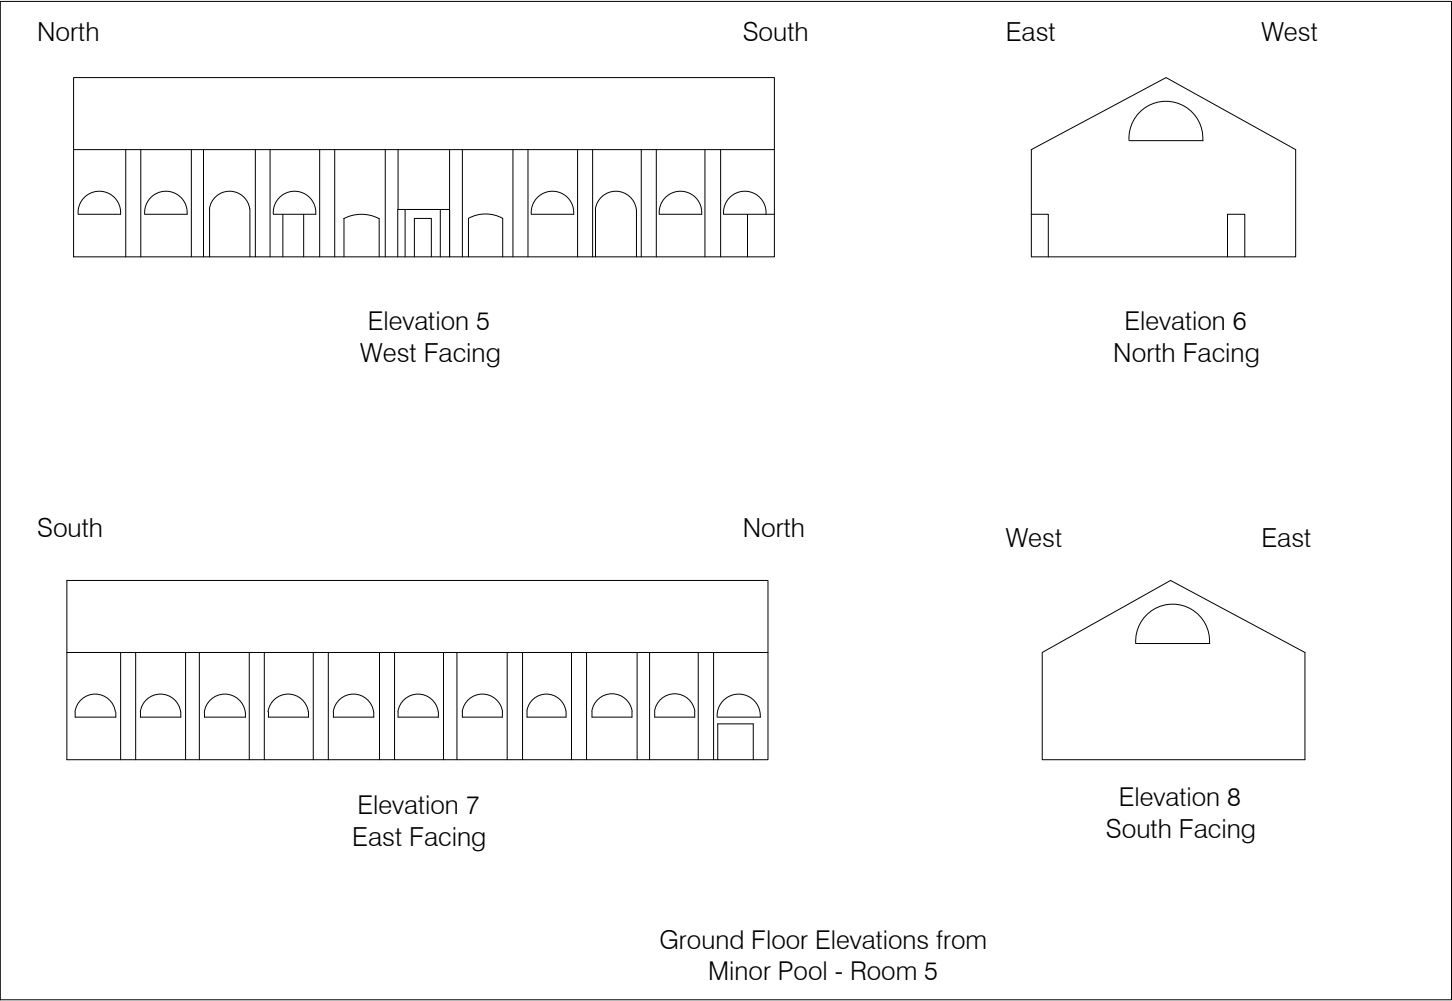 North
South
East
West
Elevation 5
West Facing
Elevation 6
North Facing
South
North
West
East
Elevation 7
East Facing
Elevation 8
South Facing
Ground Floor Elevations from
Minor Pool - Room 5